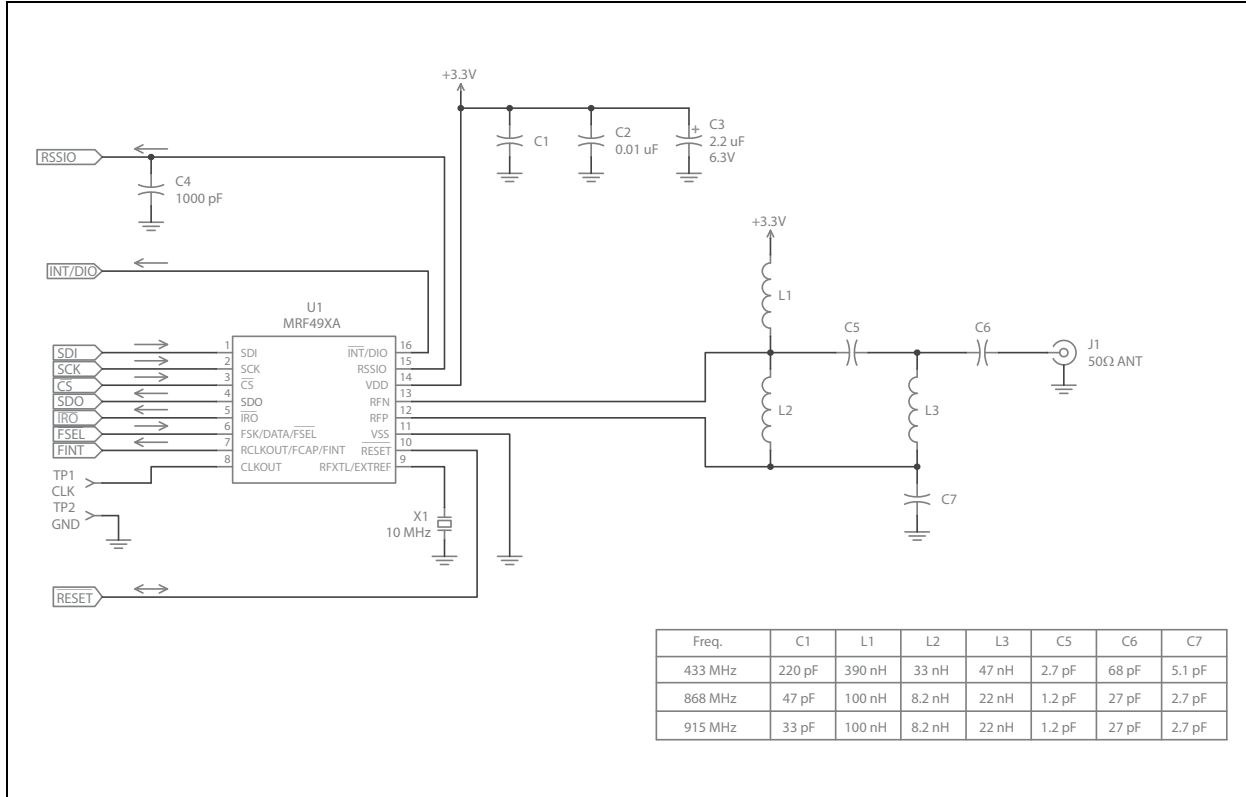 +3.3V
C1
C2
0.01 uF
+
C3
2.2 uF
6.3V
RSSIO
C4
1000 pF
INT/DIO
+3.3V
L1
L2
C5
L3
C6
C7
J1
50Ω ANT
U1
MRF49XA
SDI
SCK
CS
SDO
IRO
FSEL
FINT
1
2
3
4
5
6
7
8
SDI
SCK
CS
SDO
IRO
FSK/DATA/FSEL
RCLKOUT/FCAP/FINT
CLKOUT
INT/DIO
RSSIO
VDD
RFN
RFP
VSS
RESET
RFXTL/EXTREF
16
15
14
13
12
11
10
9
TP1
CLK
TP2
GND
X1
10 MHz
RESET
Freq. C1 L1 L2 L3 C5 C6 C7
433 MHz 220 pF 390 nH 33 nH 47 nH 2.7 pF 68 pF 5.1 pF
868 MHz 47 pF 100 nH 8.2 nH 22 nH 1.2 pF 27 pF 2.7 pF
915 MHz 33 pF 100 nH 8.2 nH 22 nH 1.2 pF 27 pF 2.7 pF